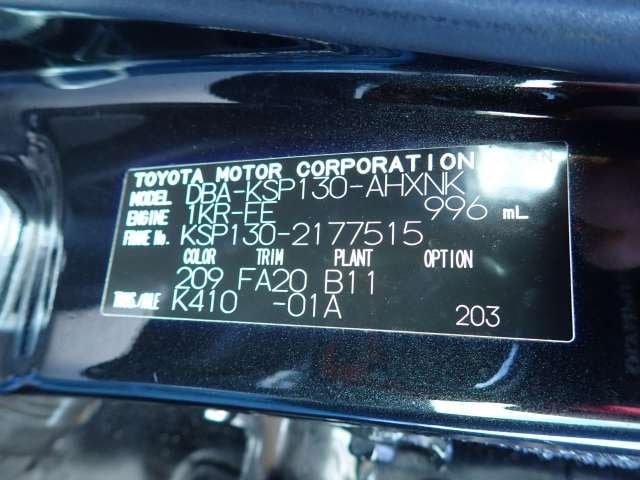 TOYOTA MOTOR CORPORATION
MODEL DBA-KSP130-AHXNK
ENGINE 1KR-FE 996 mL
FRAME No. KSP130-2177515
COLOR TRIM PLANT OPTION
209 FA20 B11
TRANS./AXLE K410 -01A 203